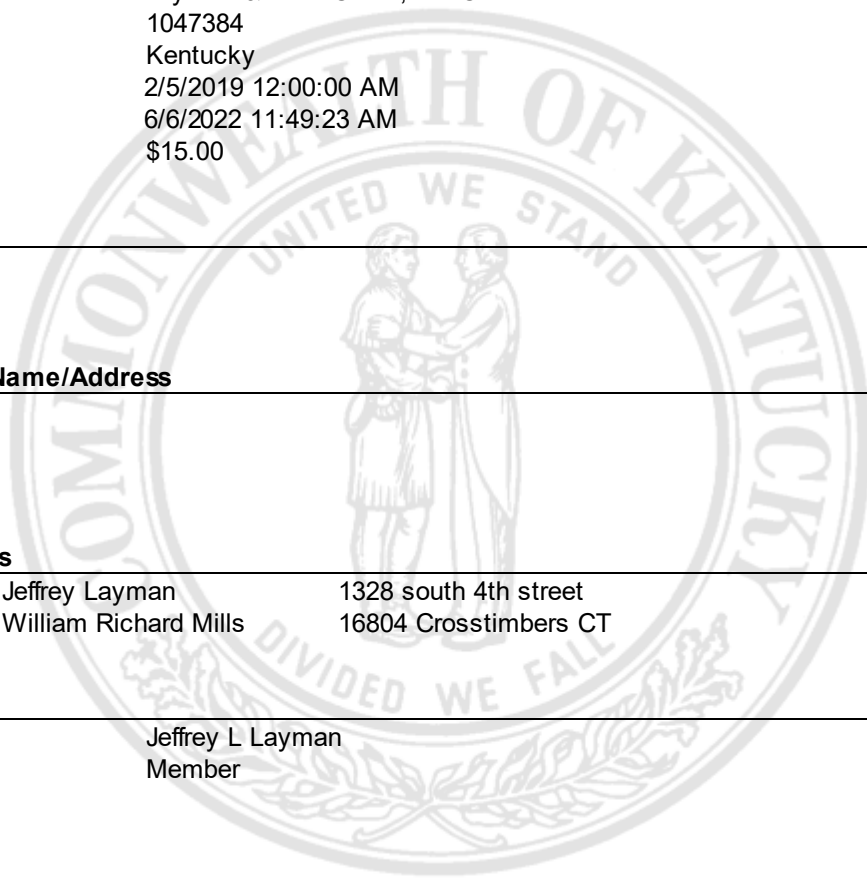 1047384
Kentucky
2/5/2019 12:00:00 AM
6/6/2022 11:49:23 AM
$15.00
COMMONWEALTH OF KENTUCKY
UNITED WE STAND
Name/Address
s
Jeffrey Layman 1328 south 4th street
William Richard Mills 16804 Crosstimbers CT
DIVIDED WE FALL
Jeffrey L Layman
Member